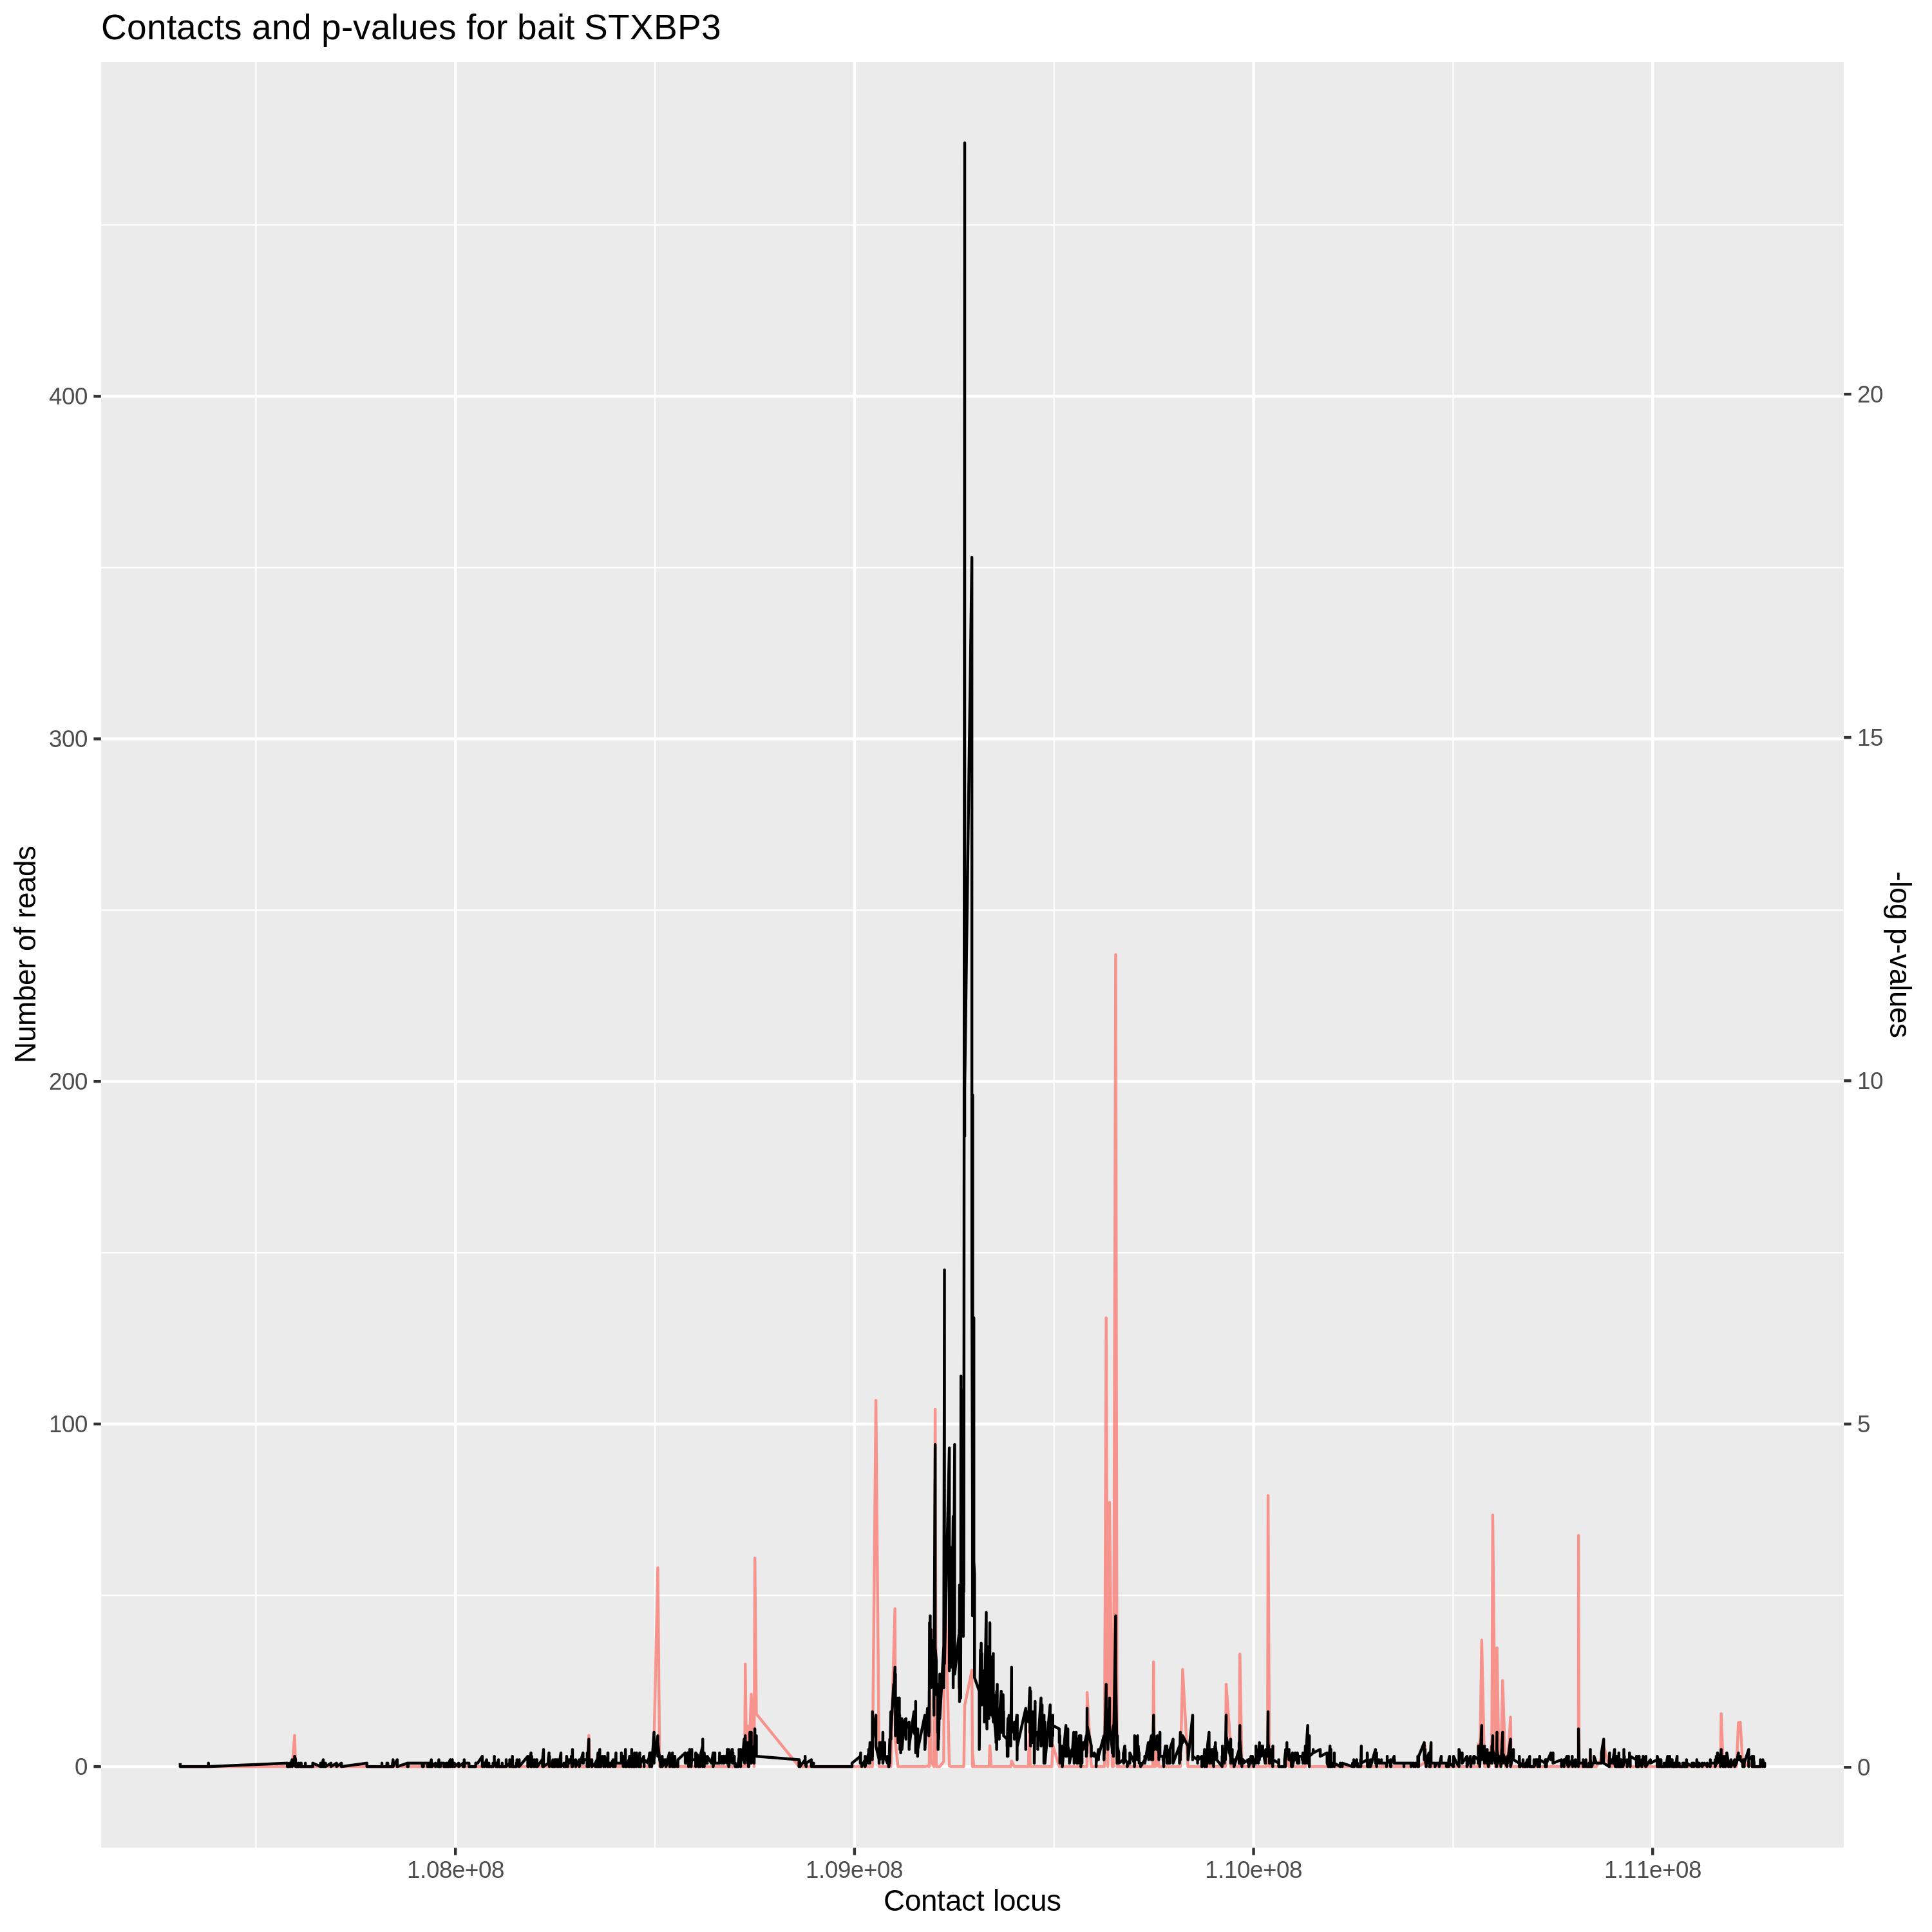 Contacts and p-values for bait STXBP3
400
300
200
100
0
20
15
10
5
0
Number of reads
-log p-values
1.08e+08
1.09e+08
1.10e+08
1.11e+08
Contact locus